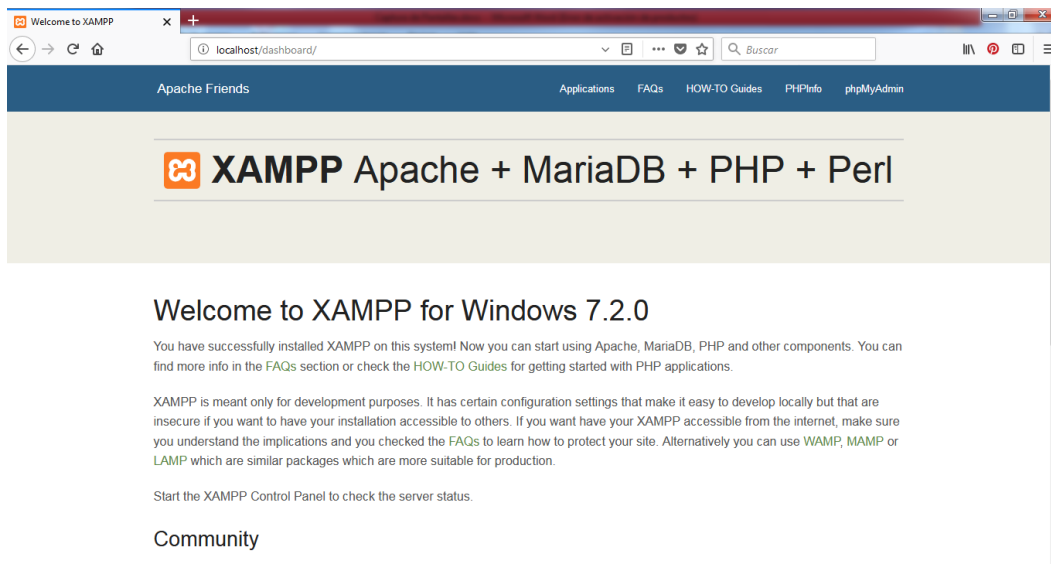 Welcome to XAMPP
localhost/dashboard/
Buscar
Apache Friends
Applications FAQs HOW-TO Guides PHPInfo phpMyAdmin
XAMPP Apache + MariaDB + PHP + Perl
Welcome to XAMPP for Windows 7.2.0
You have successfully installed XAMPP on this system! Now you can start using Apache, MariaDB, PHP and other components. You can
find more info in the FAQs section or check the HOW-TO Guides for getting started with PHP applications.
XAMPP is meant only for development purposes. It has certain configuration settings that make it easy to develop locally but that are
insecure if you want to have your installation accessible to others. If you want have your XAMPP accessible from the internet, make sure
you understand the implications and you checked the FAQs to learn how to protect your site. Alternatively you can use WAMP, MAMP or
LAMP which are similar packages which are more suitable for production.
Start the XAMPP Control Panel to check the server status.
Community